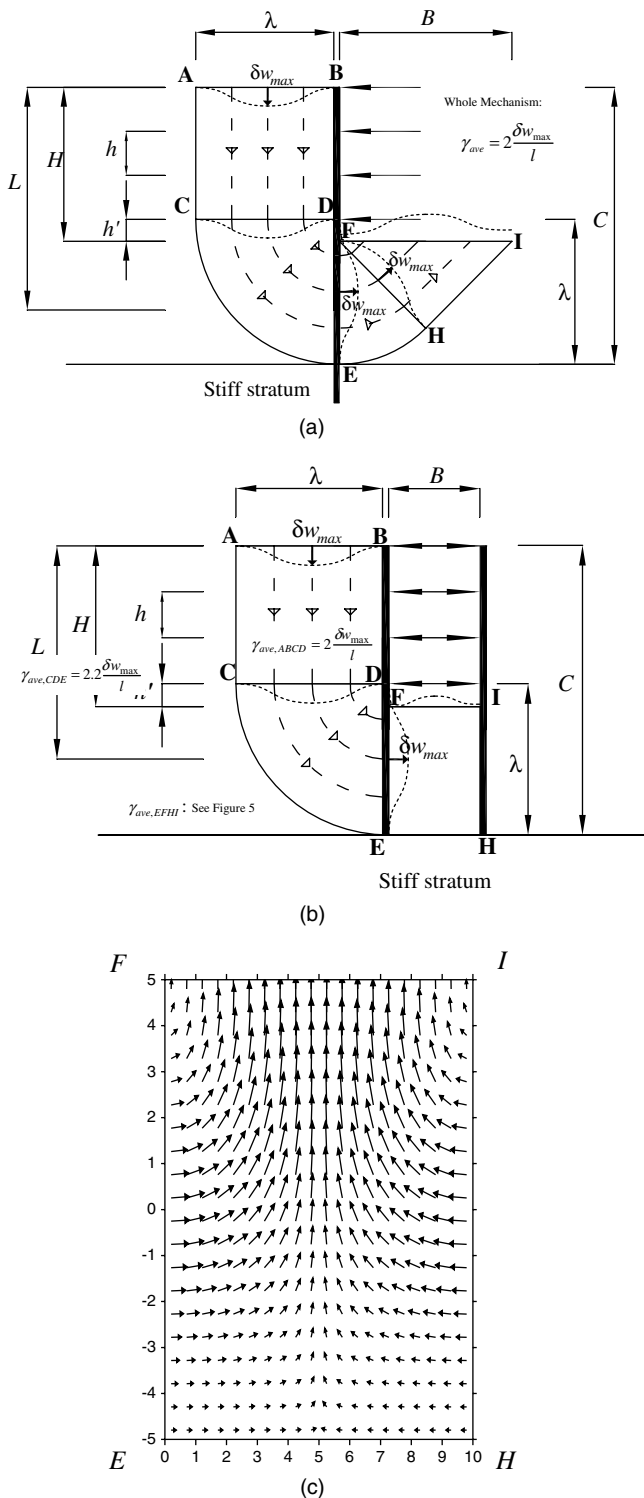 λ B
A δw_max B
Whole Mechanism:
γ_ave = 2 δw_max / l
H h
L C
C D
h'
F I
δw_max
δw_max λ
H
E
Stiff stratum
(a)
λ B
A δw_max B
h
H
L γ_ave,ABCD = 2 δw_max / l
C D C
γ_ave,CDE = 2.2 δw_max / l
F I
δw_max λ
γ_ave,EFHI : See Figure 5
E H
Stiff stratum
(b)
F I
5
4
3
2
1
0
-1
-2
-3
-4
-5
0 1 2 3 4 5 6 7 8 9 10
E H
(c)